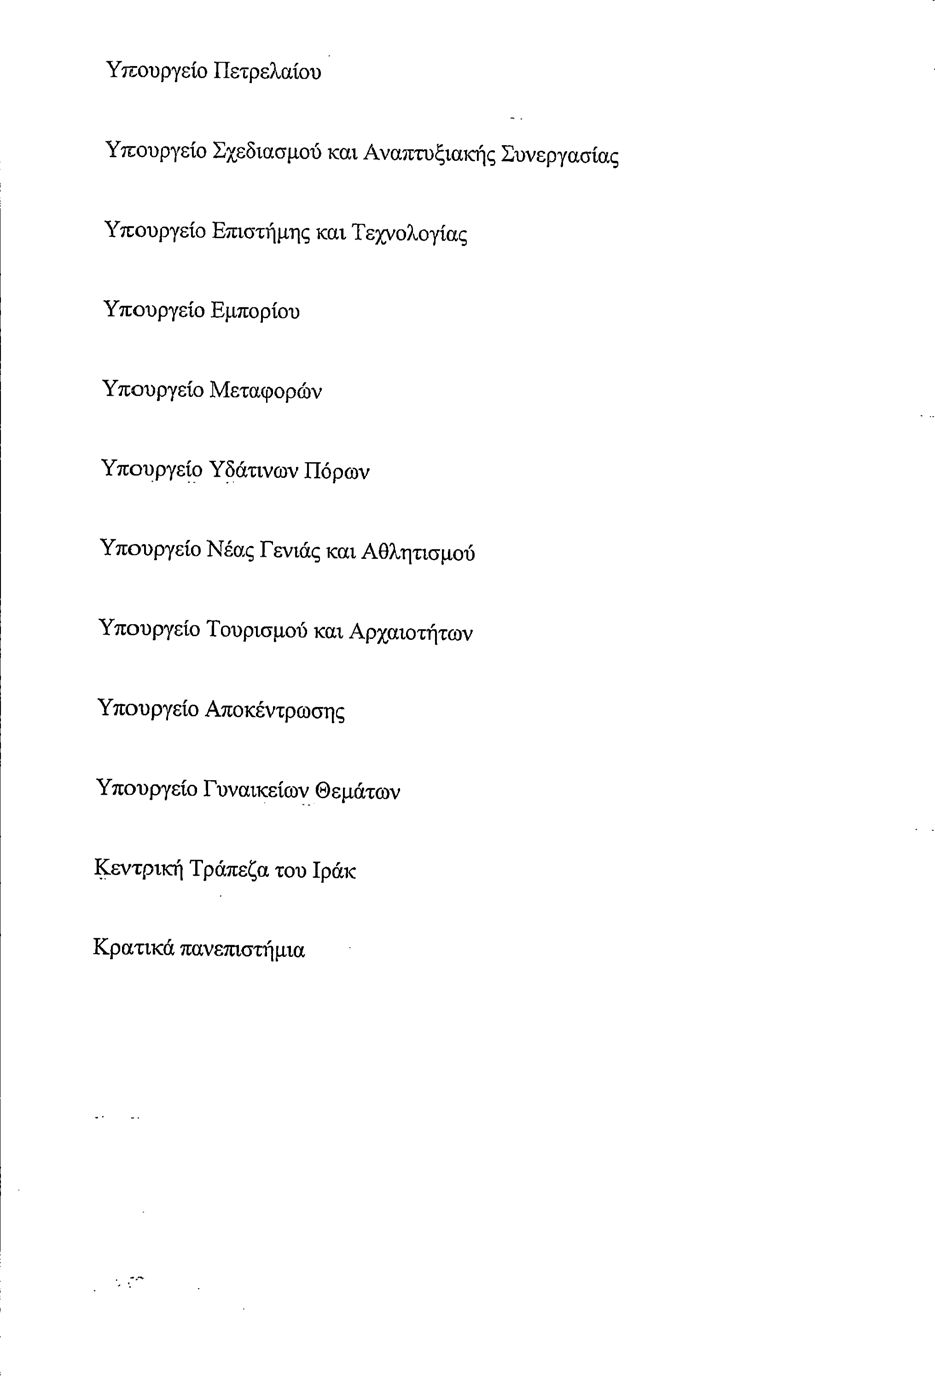 Υπουργείο Πετρελαίου
Υπουργείο Σχεδιασμού και Αναπτυξιακής Συνεργασίας
Υπουργείο Επιστήμης και Τεχνολογίας
Υπουργείο Εμπορίου
Υπουργείο Μεταφορών
Υπουργείο Υδάτινων Πόρων
Υπουργείο Νέας Γενιάς και Αθλητισμού
Υπουργείο Τουρισμού και Αρχαιοτήτων
Υπουργείο Αποκέντρωσης
Υπουργείο Γυναικείων Θεμάτων
Κεντρική Τράπεζα του Ιράκ
Κρατικά πανεπιστήμια